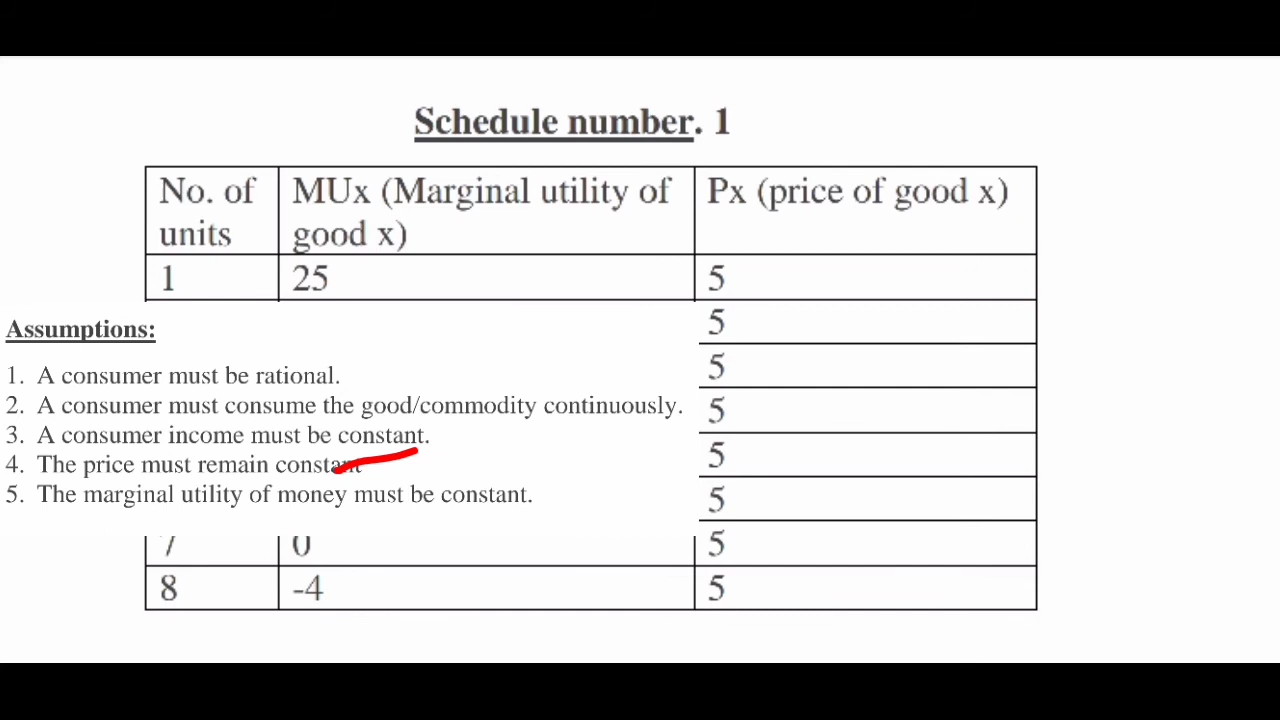 Schedule number. 1
No. of units MUx (Marginal utility of good x) Px (price of good x)
1 25 5
5
5
5
5
5
Assumptions:
1. A consumer must be rational.
2. A consumer must consume the good/commodity continuously.
3. A consumer income must be constant.
4. The price must remain constant
5. The marginal utility of money must be constant.
7 0 5
8 -4 5